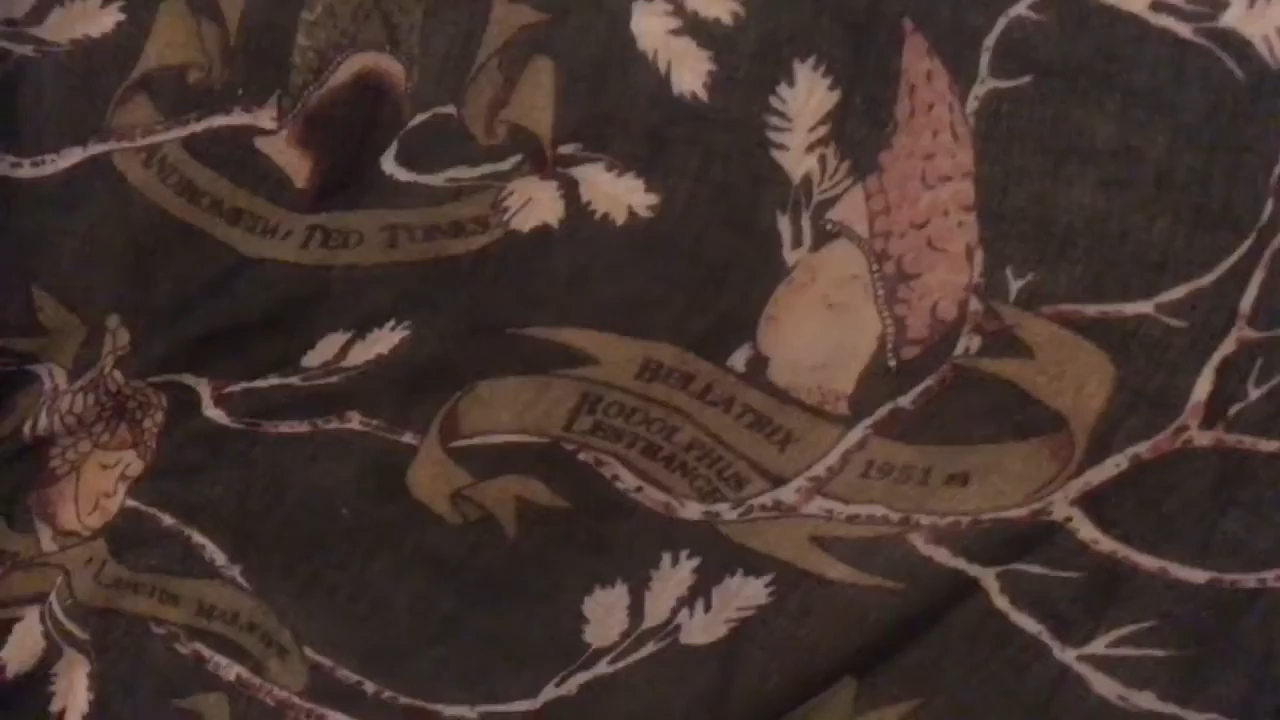 ANDROMEDA, TED TONKS
BELLATRIX
RODOLPHUS
LESTRANGE
1951 m
LUCIUS MALFOY